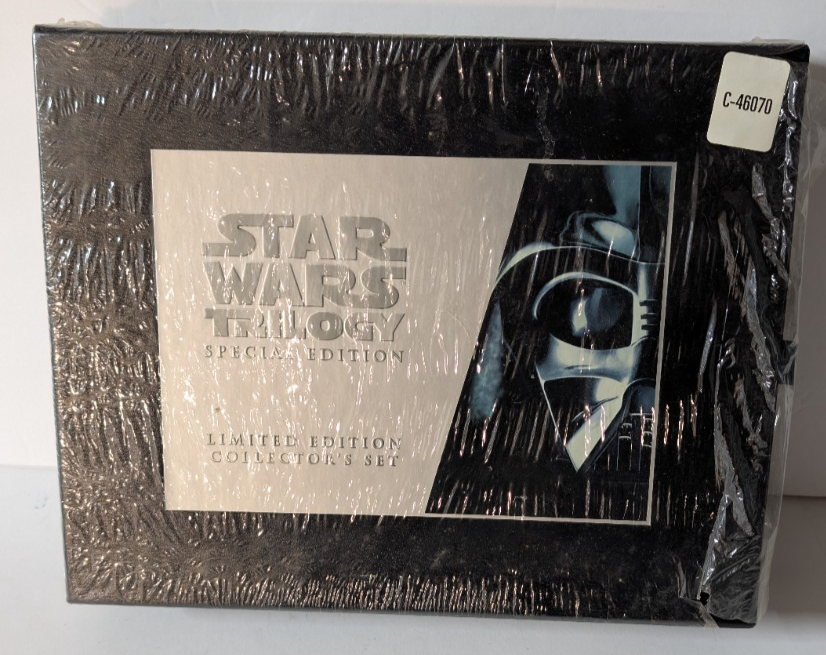 C-46070
STAR
WARS
TRILOGY
SPECIAL EDITION
LIMITED EDITION
COLLECTOR'S SET